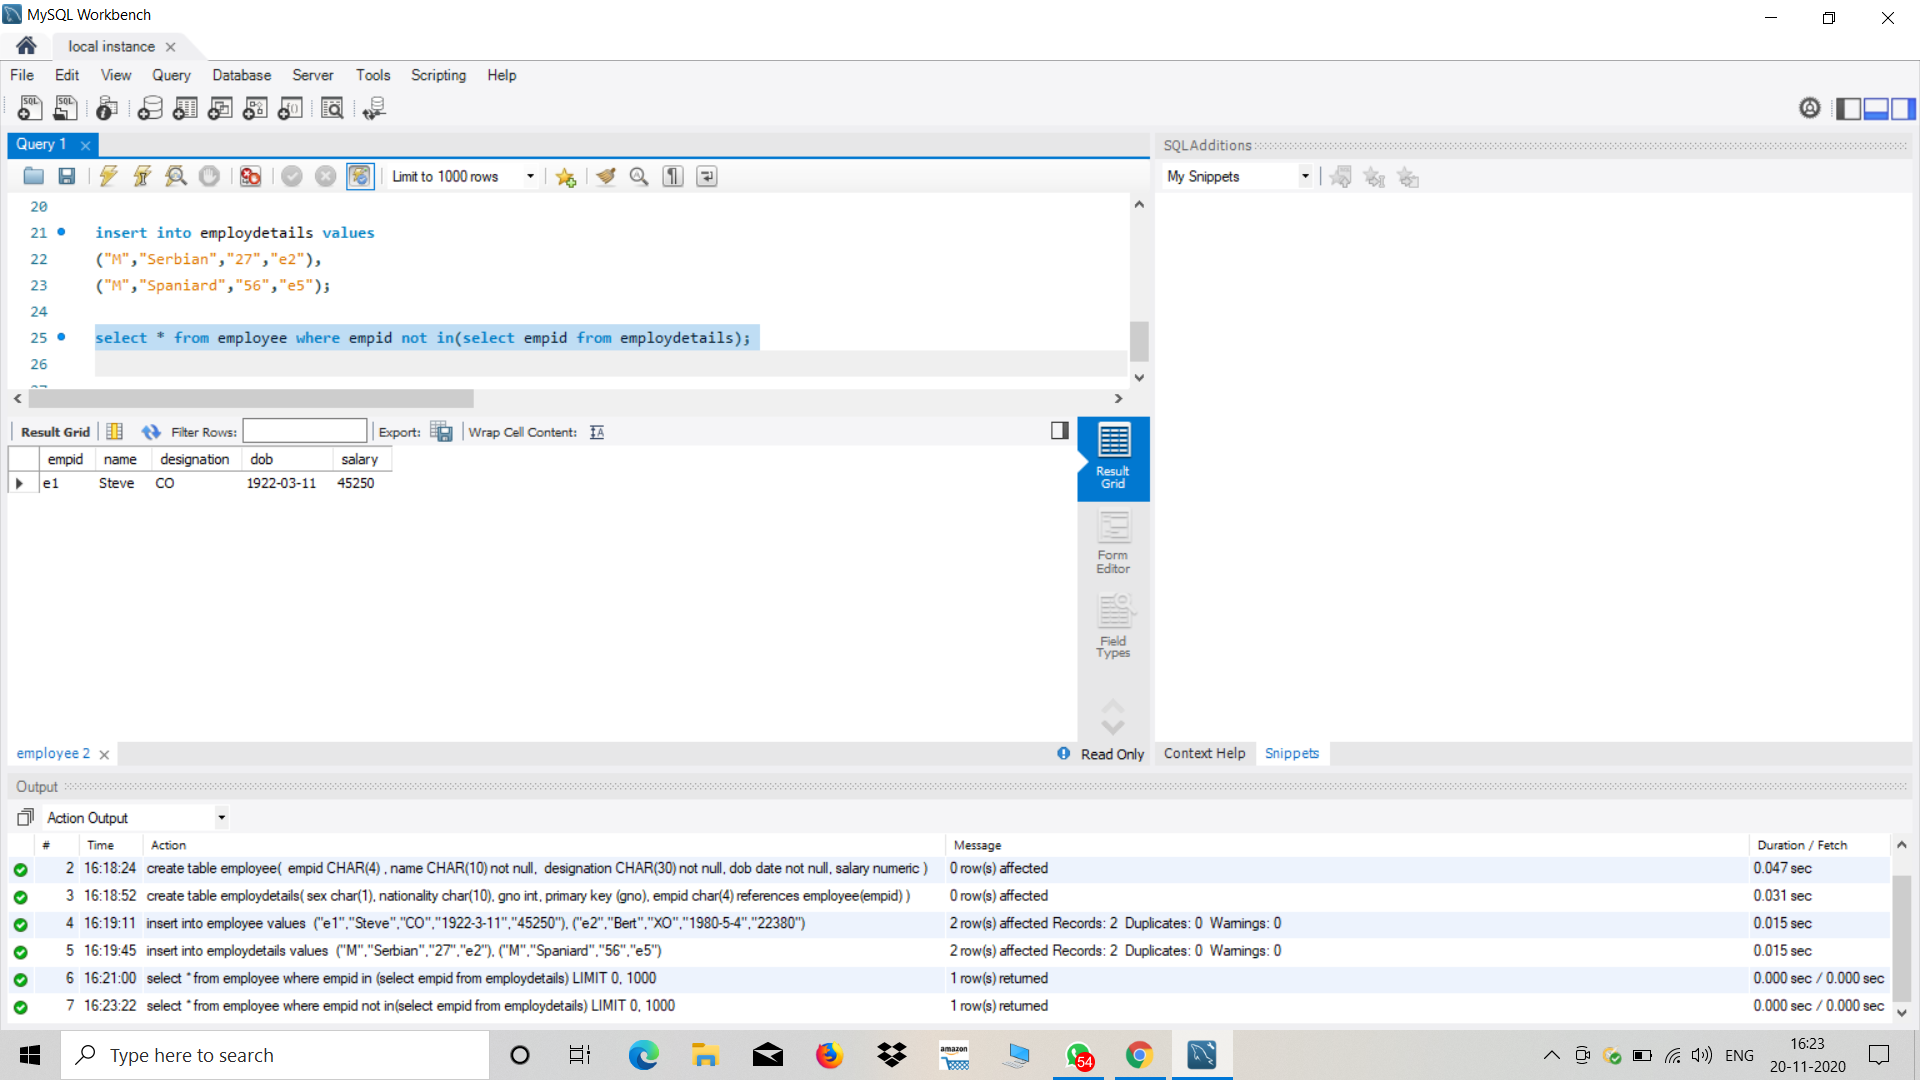 MySQL Workbench
local instance
File Edit View Query Database Server Tools Scripting Help
Query 1
SQLAdditions
Limit to 1000 rows
My Snippets
20
21 insert into employdetails values
22 ("M","Serbian","27","e2"),
23 ("M","Spaniard","56","e5");
24
25 select * from employee where empid not in(select empid from employdetails);
26
Result Grid Filter Rows: Export: Wrap Cell Content:
empid name designation dob salary
e1 Steve CO 1922-03-11 45250
Result Grid
Form Editor
Field Types
employee 2
Read Only
Context Help Snippets
Output
Action Output
# Time Action Message Duration / Fetch
2 16:18:24 create table employee( empid CHAR(4) , name CHAR(10) not null, designation CHAR(30) not null, dob date not null, salary numeric ) 0 row(s) affected 0.047 sec
3 16:18:52 create table employdetails( sex char(1), nationality char(10), gno int, primary key (gno), empid char(4) references employee(empid) ) 0 row(s) affected 0.031 sec
4 16:19:11 insert into employee values ("e1","Steve","CO","1922-3-11","45250"), ("e2","Bert","XO","1980-5-4","22380") 2 row(s) affected Records: 2 Duplicates: 0 Warnings: 0 0.015 sec
5 16:19:45 insert into employdetails values ("M","Serbian","27","e2"), ("M","Spaniard","56","e5") 2 row(s) affected Records: 2 Duplicates: 0 Warnings: 0 0.015 sec
6 16:21:00 select * from employee where empid in (select empid from employdetails) LIMIT 0, 1000 1 row(s) returned 0.000 sec / 0.000 sec
7 16:23:22 select * from employee where empid not in(select empid from employdetails) LIMIT 0, 1000 1 row(s) returned 0.000 sec / 0.000 sec
Type here to search
amazon
54
ENG
16:23
20-11-2020